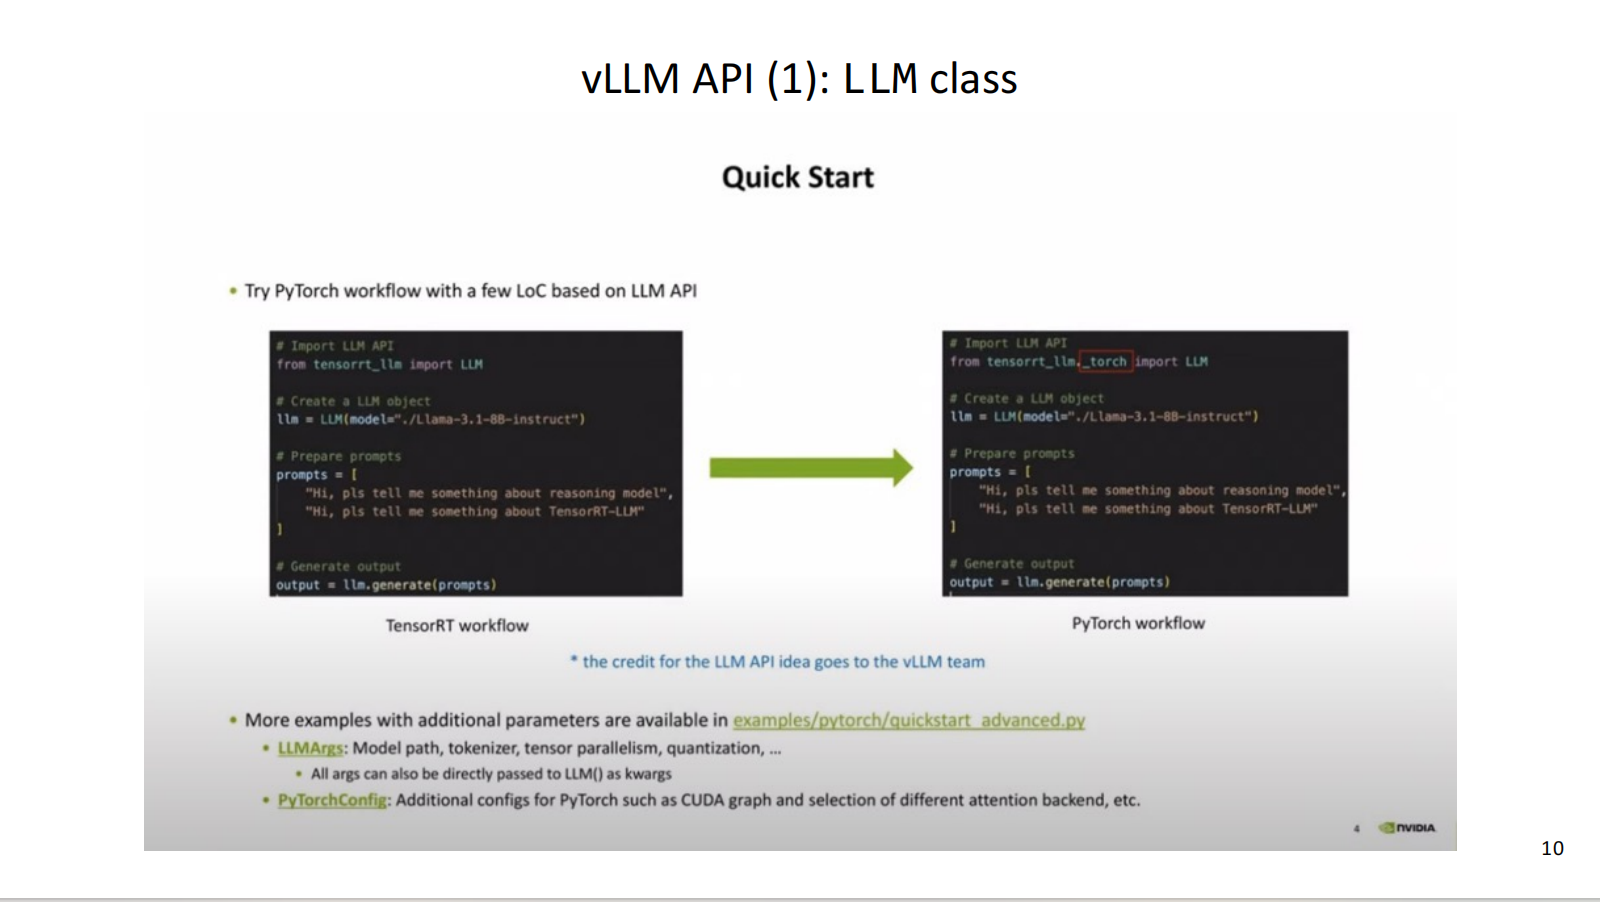 vLLM API (1): LLM class
Quick Start
• Try PyTorch workflow with a few LoC based on LLM API
# Import LLM API
from tensorrt_llm import LLM
# Create a LLM object
llm = LLM(model="./Llama-3.1-8B-instruct")
# Prepare prompts
prompts = [
"Hi, pls tell me something about reasoning model",
"Hi, pls tell me something about TensorRT-LLM"
]
# Generate output
output = llm.generate(prompts)
TensorRT workflow
# Import LLM API
from tensorrt_llm._torch import LLM
# Create a LLM object
llm = LLM(model="./Llama-3.1-8B-instruct")
# Prepare prompts
prompts = [
"Hi, pls tell me something about reasoning model",
"Hi, pls tell me something about TensorRT-LLM"
]
# Generate output
output = llm.generate(prompts)
PyTorch workflow
* the credit for the LLM API idea goes to the vLLM team
• More examples with additional parameters are available in examples/pytorch/quickstart_advanced.py
• LLMArgs: Model path, tokenizer, tensor parallelism, quantization, ...
• All args can also be directly passed to LLM() as kwargs
• PyTorchConfig: Additional configs for PyTorch such as CUDA graph and selection of different attention backend, etc.
4 NVIDIA
10